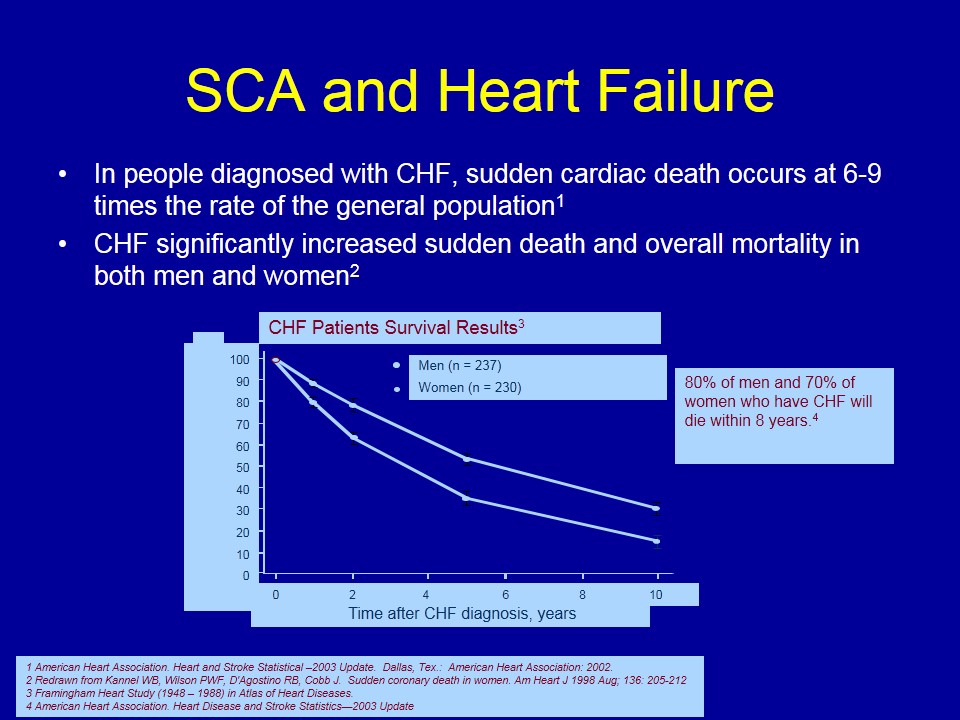 SCA and Heart Failure
• In people diagnosed with CHF, sudden cardiac death occurs at 6-9
times the rate of the general population1
• CHF significantly increased sudden death and overall mortality in
both men and women2
CHF Patients Survival Results3
Men (n = 237)
Women (n = 230)
100
90
80
70
60
50
40
30
20
10
0
0 2 4 6 8 10
Time after CHF diagnosis, years
80% of men and 70% of
women who have CHF will
die within 8 years.4
1 American Heart Association. Heart and Stroke Statistical –2003 Update. Dallas, Tex.: American Heart Association: 2002.
2 Redrawn from Kannel WB, Wilson PWF, D'Agostino RB, Cobb J. Sudden coronary death in women. Am Heart J 1998 Aug; 136: 205-212
3 Framingham Heart Study (1948 – 1988) in Atlas of Heart Diseases.
4 American Heart Association. Heart Disease and Stroke Statistics—2003 Update